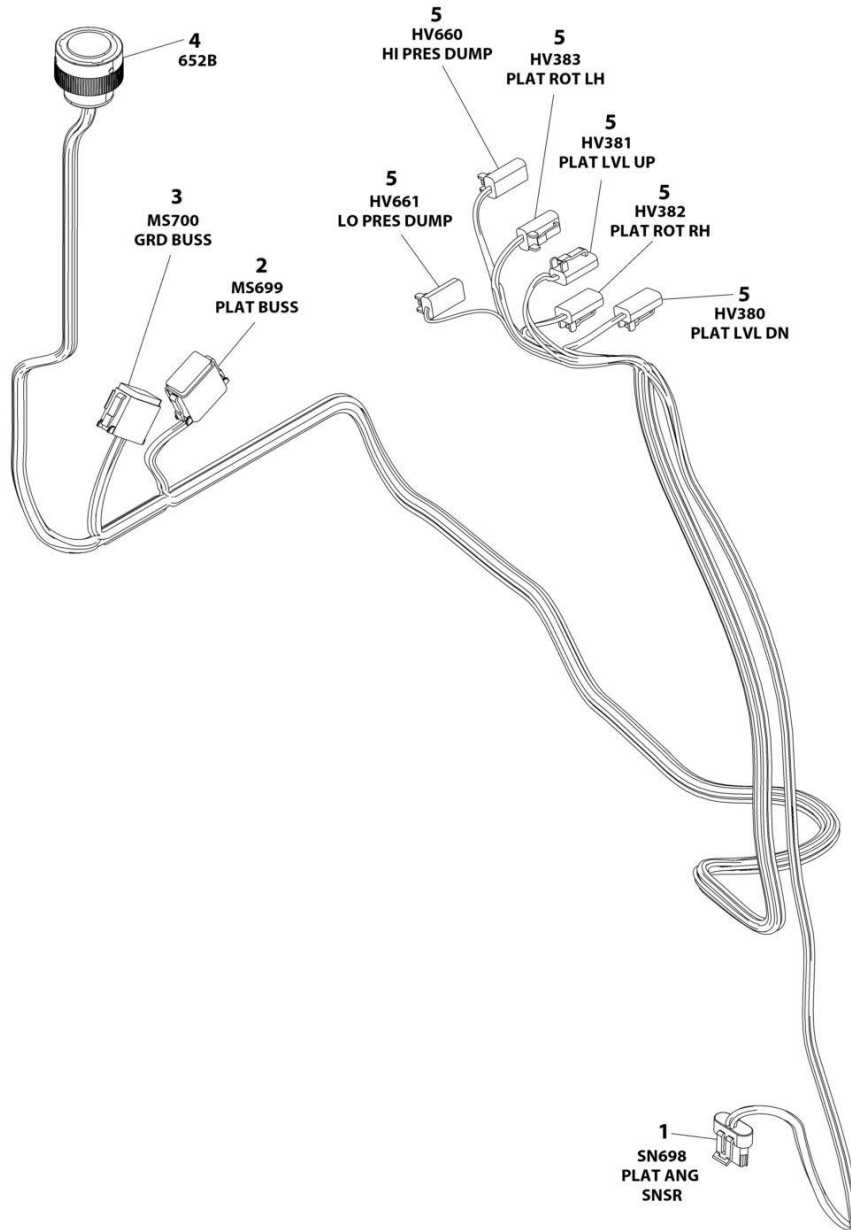 4
652B
5
HV660
HI PRES DUMP
5
HV383
PLAT ROT LH
5
HV381
PLAT LVL UP
5
HV382
PLAT ROT RH
5
HV661
LO PRES DUMP
3
MS700
GRD BUSS
2
MS699
PLAT BUSS
5
HV380
PLAT LVL DN
1
SN698
PLAT ANG
SNSR